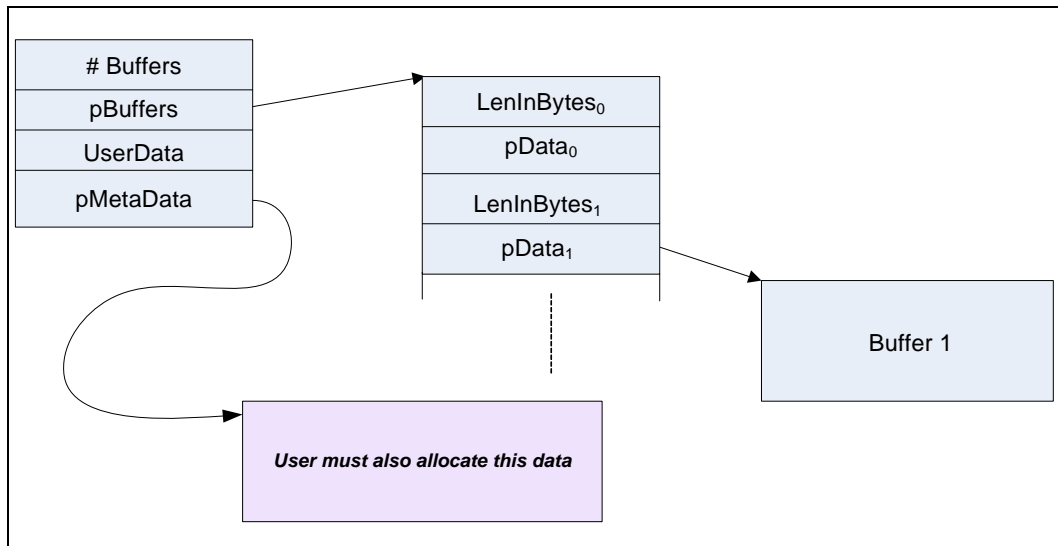 # Buffers
pBuffers
UserData
pMetaData
LenInBytes₀
pData₀
LenInBytes₁
pData₁
Buffer 1
User must also allocate this data